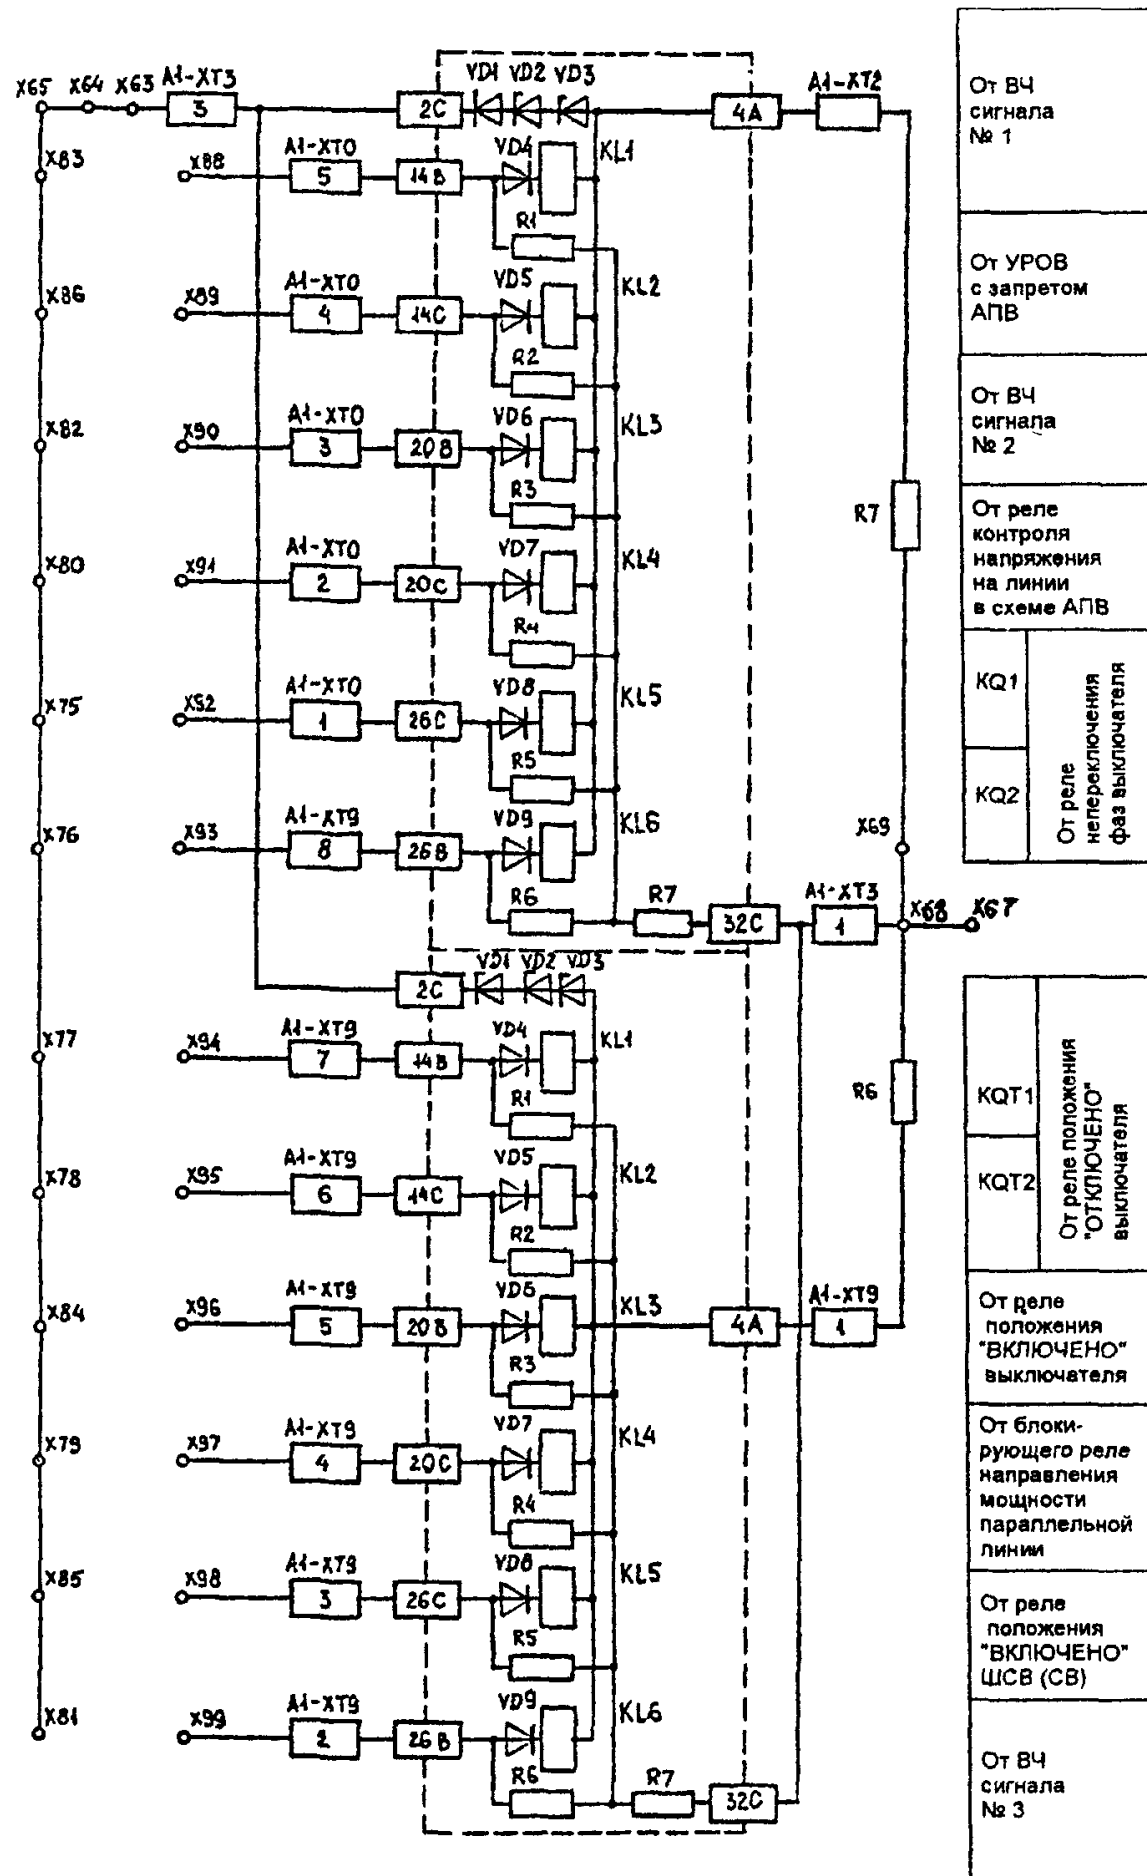 X65 X64 X63 A1-XT3
3
2C
VD1 VD2 VD3
4A
A1-XT2
От ВЧ
сигнала
№ 1
X83
X88
A1-XT0
5
14B
VD4
KL1
R1
X86
X89
A1-XT0
4
14C
VD5
KL2
R2
От УРОВ
с запретом
АПВ
X82
X90
A1-XT0
3
20B
VD6
KL3
R3
R7
От ВЧ
сигнала
№ 2
X80
X91
A1-XT0
2
20C
VD7
KL4
R4
От реле
контроля
напряжения
на линии
в схеме АПВ
X75
X92
A1-XT0
1
26C
VD8
KL5
R5
KQ1
KQ2
От реле
непереключения
фаз выключателя
X76
X93
A1-XT9
8
26B
VD9
KL6
R6
R7
32C
A1-XT3
1
X69
X68 X67
2C
VD1 VD2 VD3
X77
X94
A1-XT9
7
14B
VD4
KL1
R1
R6
KQT1
KQT2
От реле положения
"ОТКЛЮЧЕНО"
выключателя
X78
X95
A1-XT9
6
14C
VD5
KL2
R2
X84
X96
A1-XT9
5
20B
VD6
KL3
R3
4A
A1-XT9
1
От реле
положения
"ВКЛЮЧЕНО"
выключателя
X79
X97
A1-XT9
4
20C
VD7
KL4
R4
От блоки-
рующего реле
направления
мощности
параллельной
линии
X85
X98
A1-XT9
3
26C
VD8
KL5
R5
От реле
положения
"ВКЛЮЧЕНО"
ШСВ (СВ)
X81
X99
A1-XT9
2
26B
VD9
KL6
R6
R7
32C
От ВЧ
сигнала
№ 3